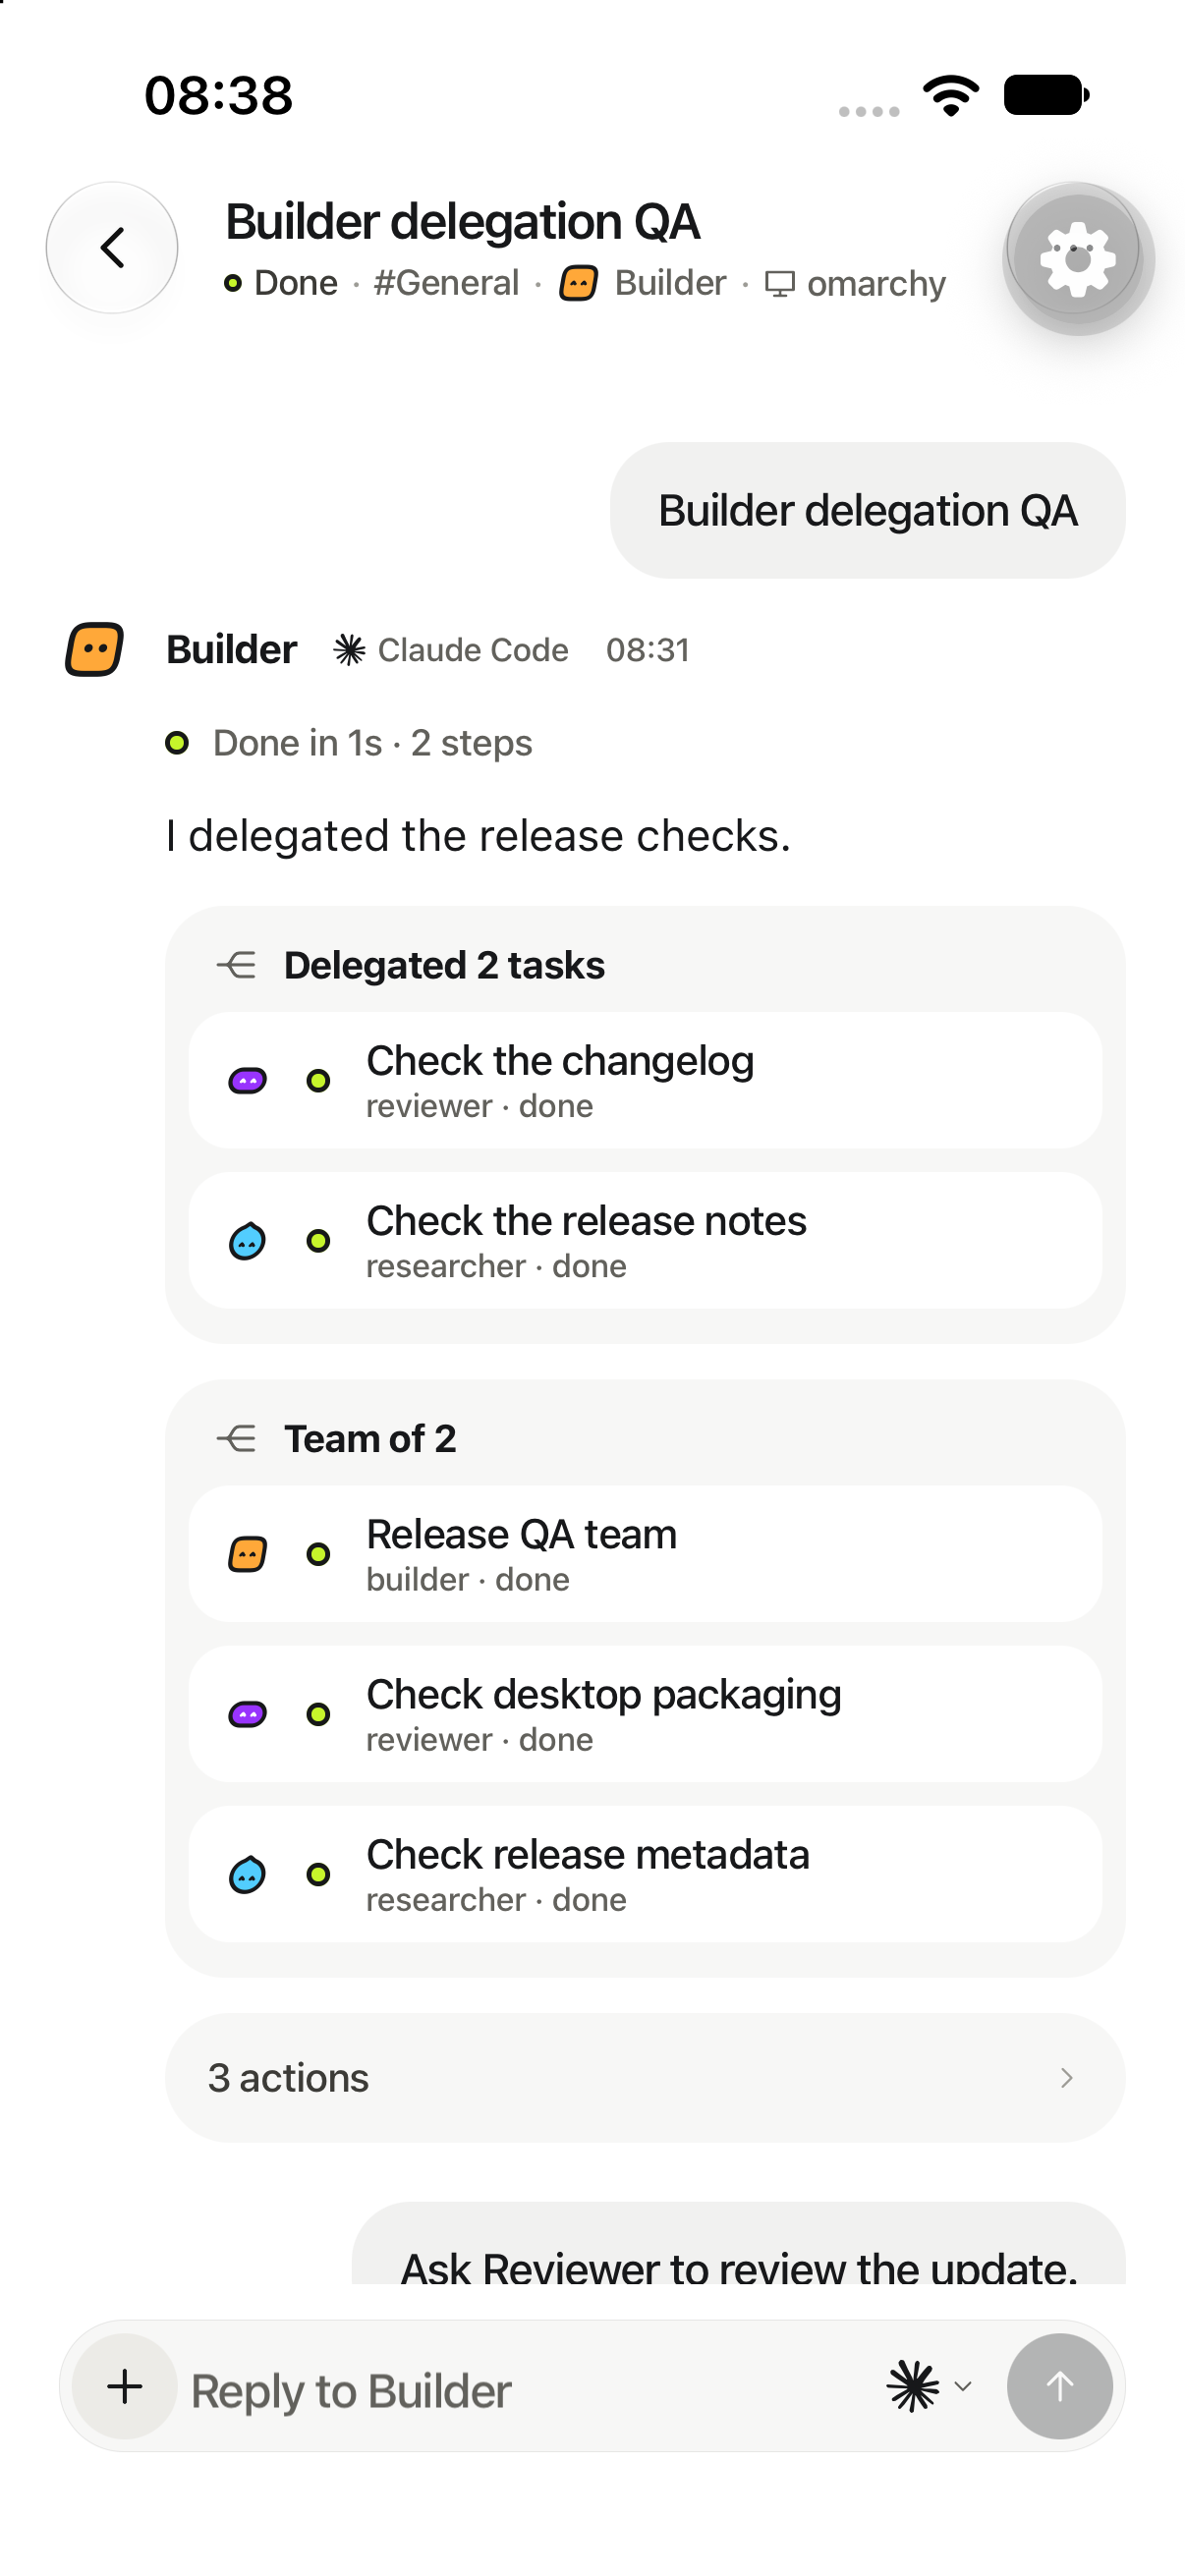 08:38
Builder delegation QA
Done · #General · Builder · omarchy
Builder delegation QA
Builder Claude Code 08:31
Done in 1s · 2 steps
I delegated the release checks.
Delegated 2 tasks
Check the changelog
reviewer · done
Check the release notes
researcher · done
Team of 2
Release QA team
builder · done
Check desktop packaging
reviewer · done
Check release metadata
researcher · done
3 actions
Ask Reviewer to review the update.
Reply to Builder